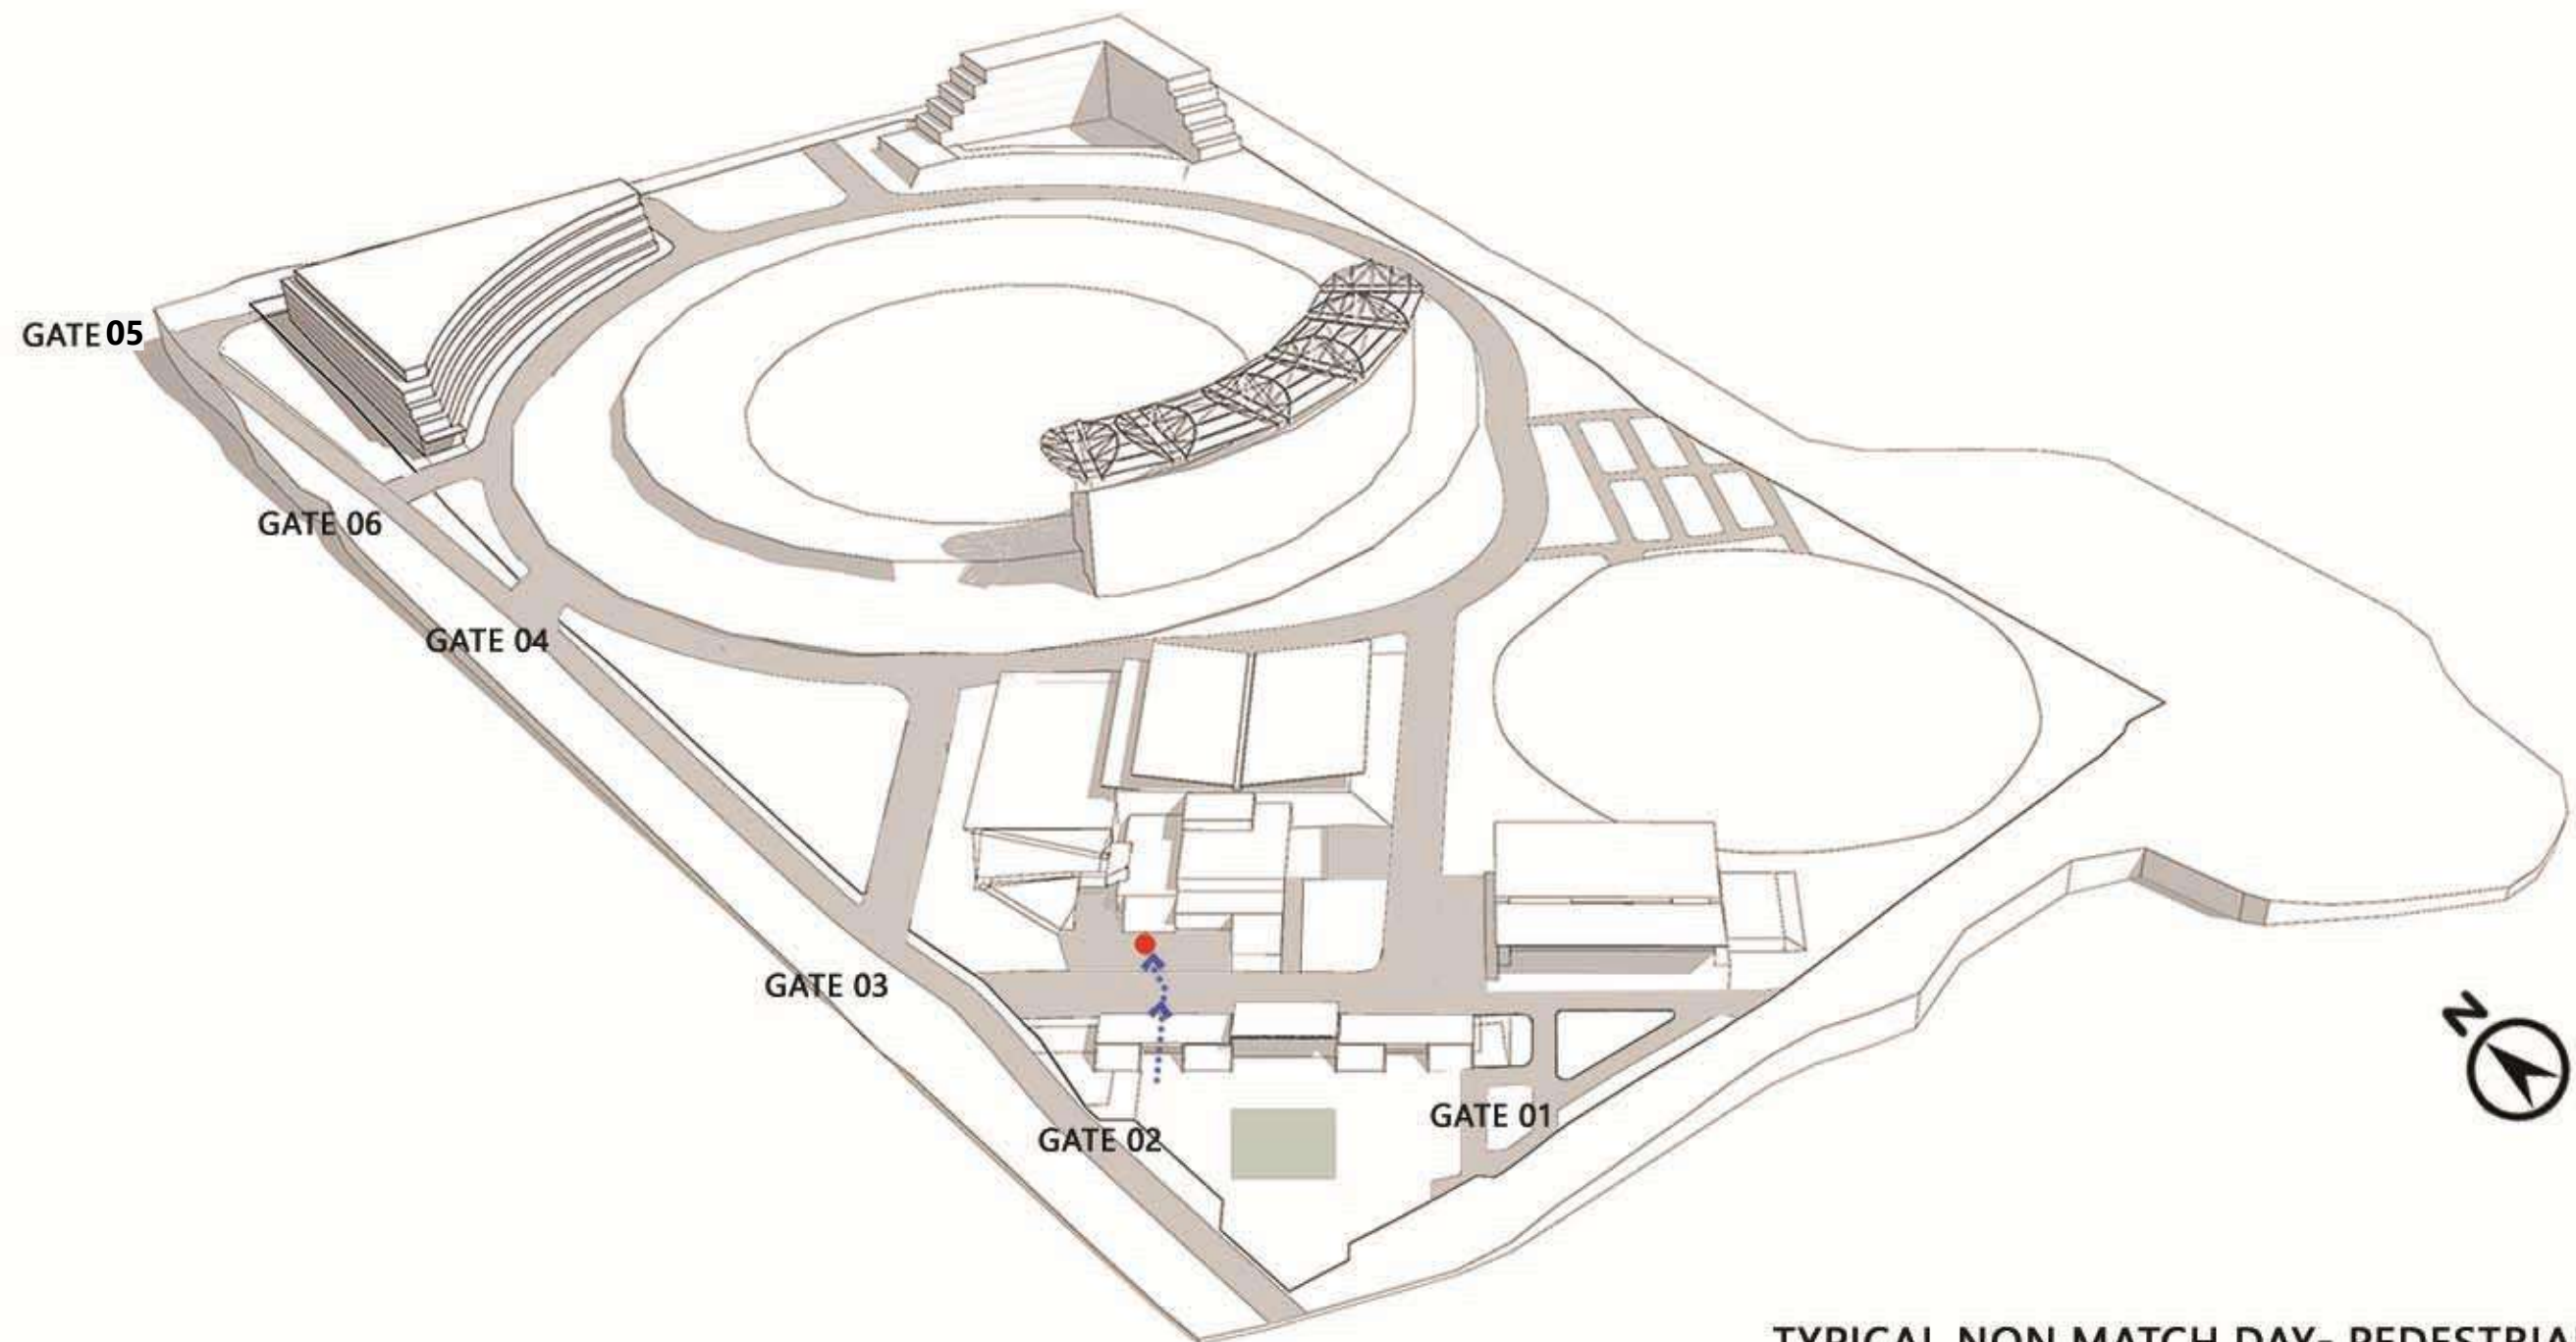 GATE 05
GATE 06
GATE 04
GATE 03
GATE 02
GATE 01
N
TYPICAL NON MATCH DAY- PEDESTRIA